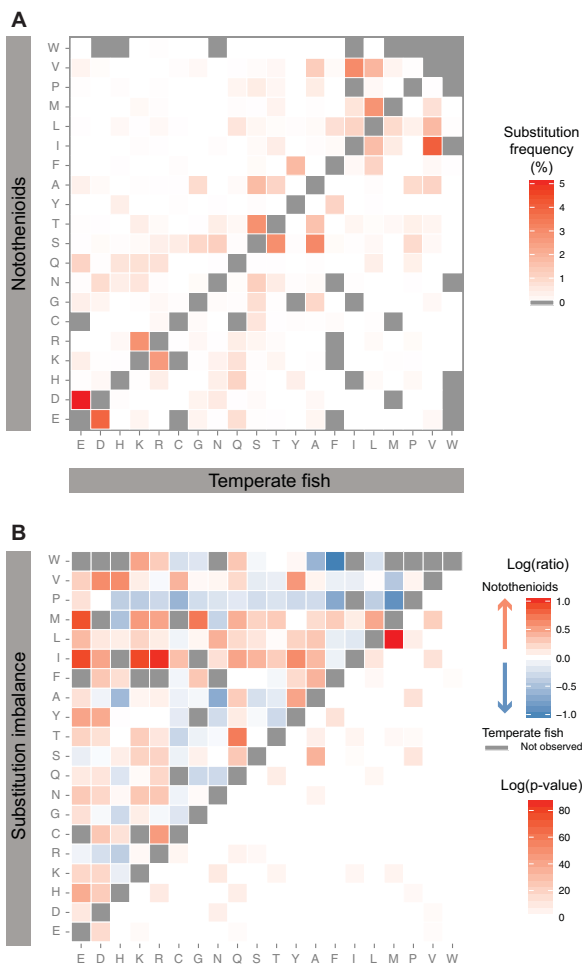 A
Notothenioids
W
V
P
M
L
I
F
A
Y
T
S
Q
N
G
C
R
K
H
D
E
E D H K R C G N Q S T Y A F I L M P V W
Temperate fish
Substitution
frequency
(%)
5
4
3
2
1
0
B
Substitution imbalance
W
V
P
M
L
I
F
A
Y
T
S
Q
N
G
C
R
K
H
D
E
E D H K R C G N Q S T Y A F I L M P V W
Log(ratio)
Notothenioids
1.0
0.5
0.0
-0.5
-1.0
Temperate fish
Not observed
Log(p-value)
80
60
40
20
0